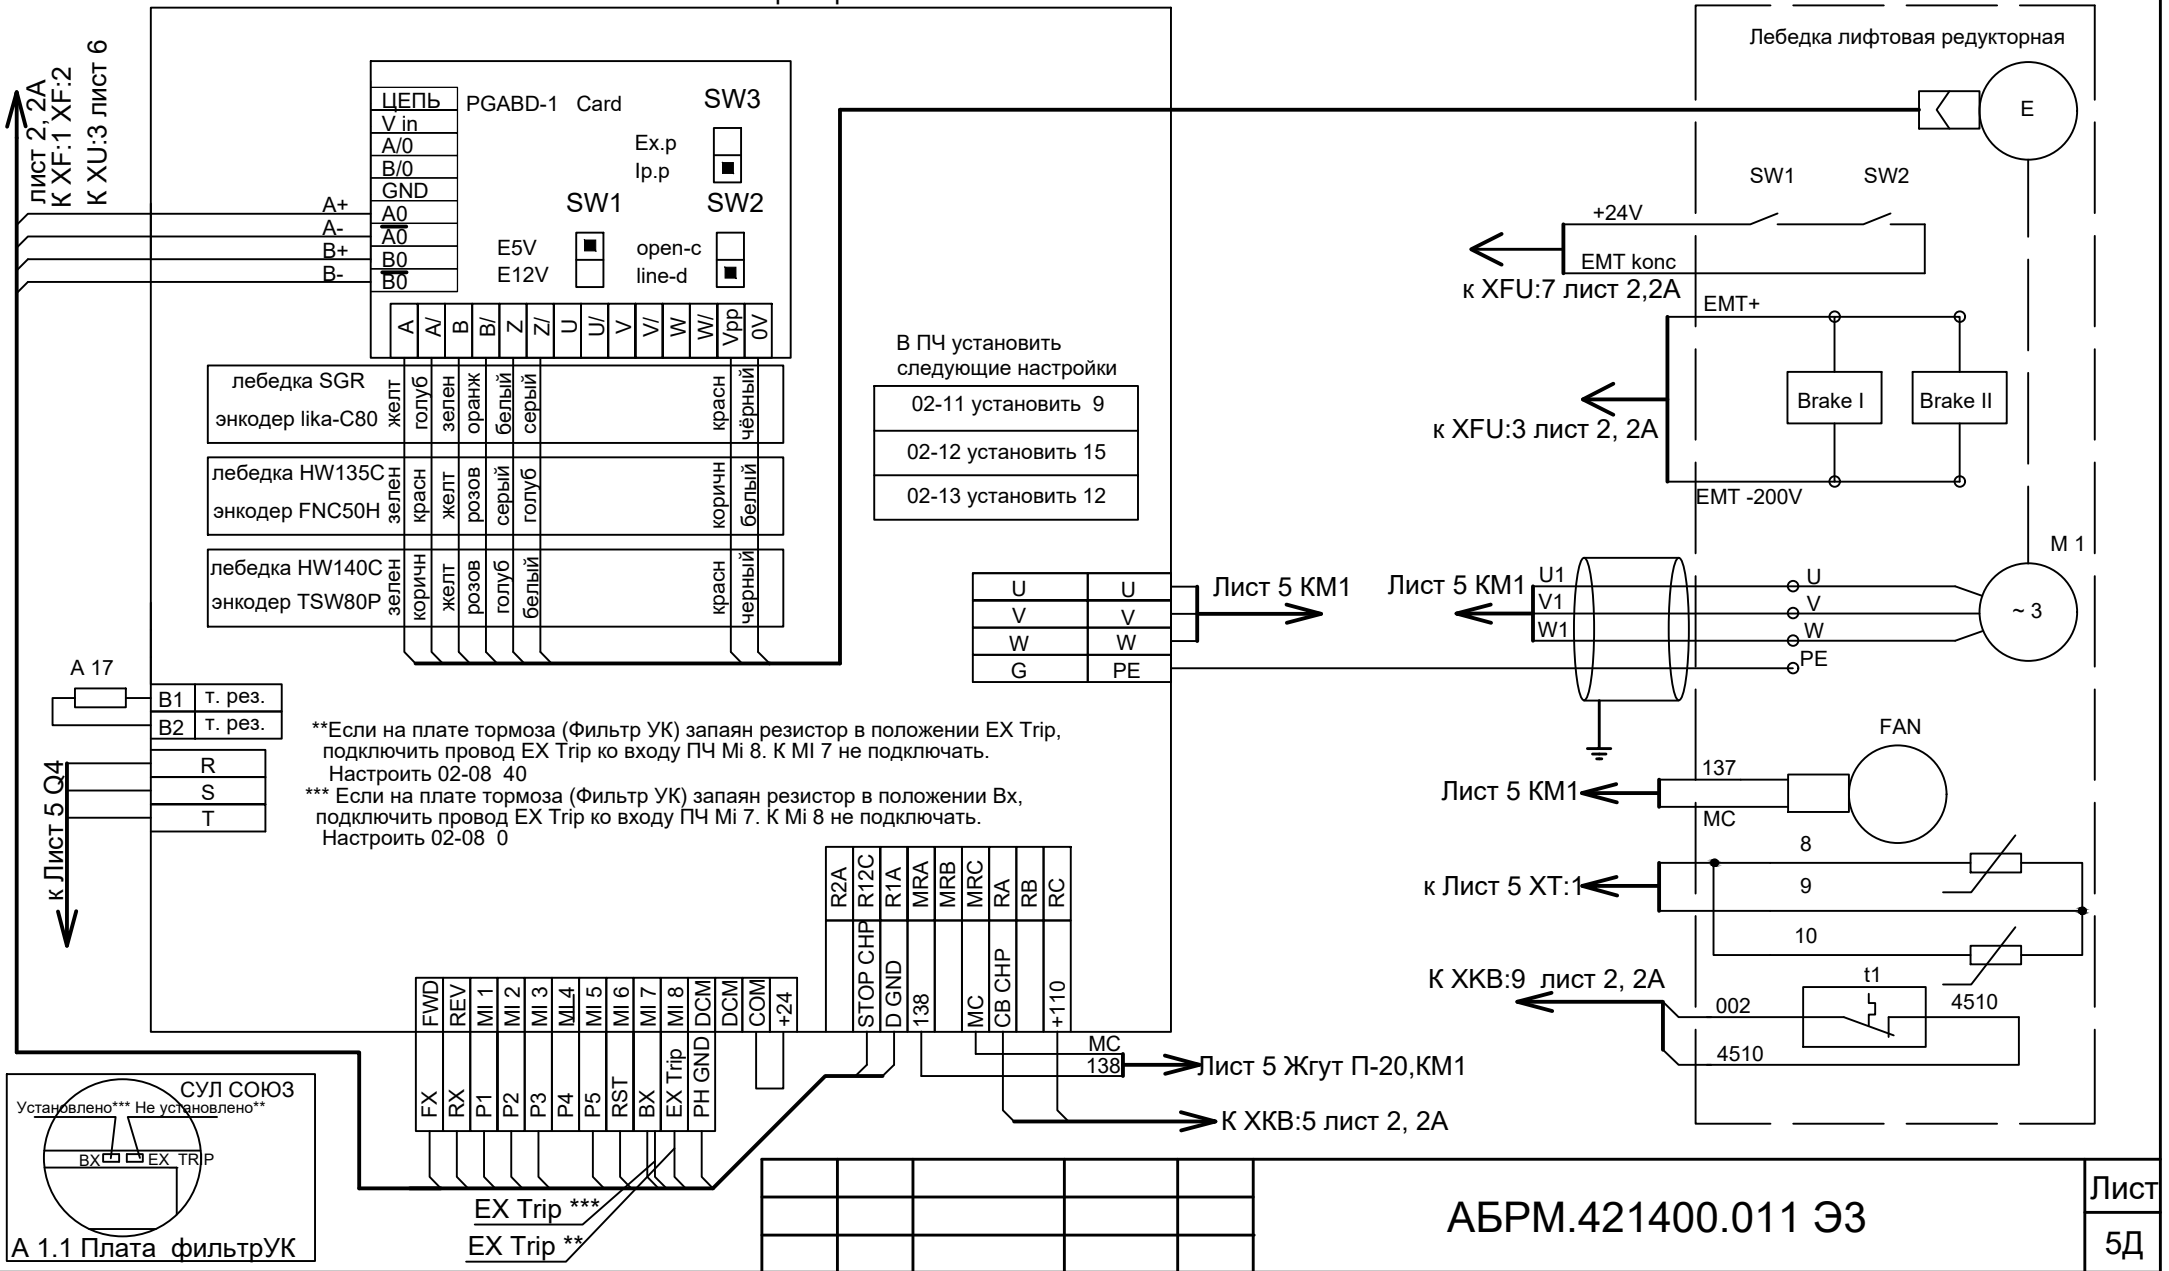 лист 2, 2А
К XF:1 XF:2
К XU:3 лист 6
ЦЕПЬ
V in
A/0
B/0
GND
A0
A0
B0
B0
A+
A-
B+
B-
PGABD-1 Card
SW3
Ex.p
Ip.p
SW1
SW2
E5V
E12V
open-c
line-d
A
A/
B
B/
Z
Z/
U
U/
V
V/
W
W/
Vpp
0V
лебедка SGR
энкодер lika-C80
желт
голуб
зелен
оранж
белый
серый
красн
чёрный
лебедка HW135C
энкодер FNC50H
зелен
красн
желт
розов
серый
голуб
коричн
белый
лебедка HW140C
энкодер TSW80P
зелен
коричн
желт
розов
голуб
белый
красн
черный
В ПЧ установить
следующие настройки
02-11 установить 9
02-12 установить 15
02-13 установить 12
U U
V V
W W
G PE
Лист 5 КМ1
А 17
B1 т. рез.
B2 т. рез.
R
S
T
к Лист 5 Q4
**Если на плате тормоза (Фильтр УК) запаян резистор в положении EX Trip,
подключить провод EX Trip ко входу ПЧ Mi 8. К MI 7 не подключать.
Настроить 02-08 40
*** Если на плате тормоза (Фильтр УК) запаян резистор в положении Вх,
подключить провод EX Trip ко входу ПЧ Mi 7. К Mi 8 не подключать.
Настроить 02-08 0
R2A
R12C
R1A
MRA
MRB
MRC
RA
RB
RC
STOP CHP
D GND
138
MC
CB CHP
+110
FWD
REV
MI 1
MI 2
MI 3
MI 4
MI 5
MI 6
MI 7
MI 8
DCM
DCM
COM
+24
FX
RX
P1
P2
P3
P4
P5
RST
BX
EX Trip
PH GND
MC
138
Лист 5 Жгут П-20,КМ1
К ХКВ:5 лист 2, 2А
EX Trip ***
EX Trip **
СУЛ СОЮЗ
Установлено*** Не установлено**
BX EX TRIP
А 1.1 Плата фильтрУК
Лебедка лифтовая редукторная
E
SW1 SW2
+24V
EMT konc
к XFU:7 лист 2,2А
EMT+
Brake I
Brake II
к XFU:3 лист 2, 2А
EMT -200V
М 1
Лист 5 КМ1
U1
V1
W1
U
V
W
PE
~ 3
FAN
137
Лист 5 КМ1
MC
8
к Лист 5 ХТ:1
9
10
К ХКВ:9 лист 2, 2А
t1
002
4510
4510
АБРМ.421400.011 Э3
Лист
5Д